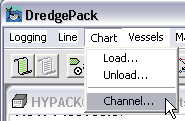 DredgePack
Logging Line Chart Vessels
Load...
Unload...
HYPACK
Channel...